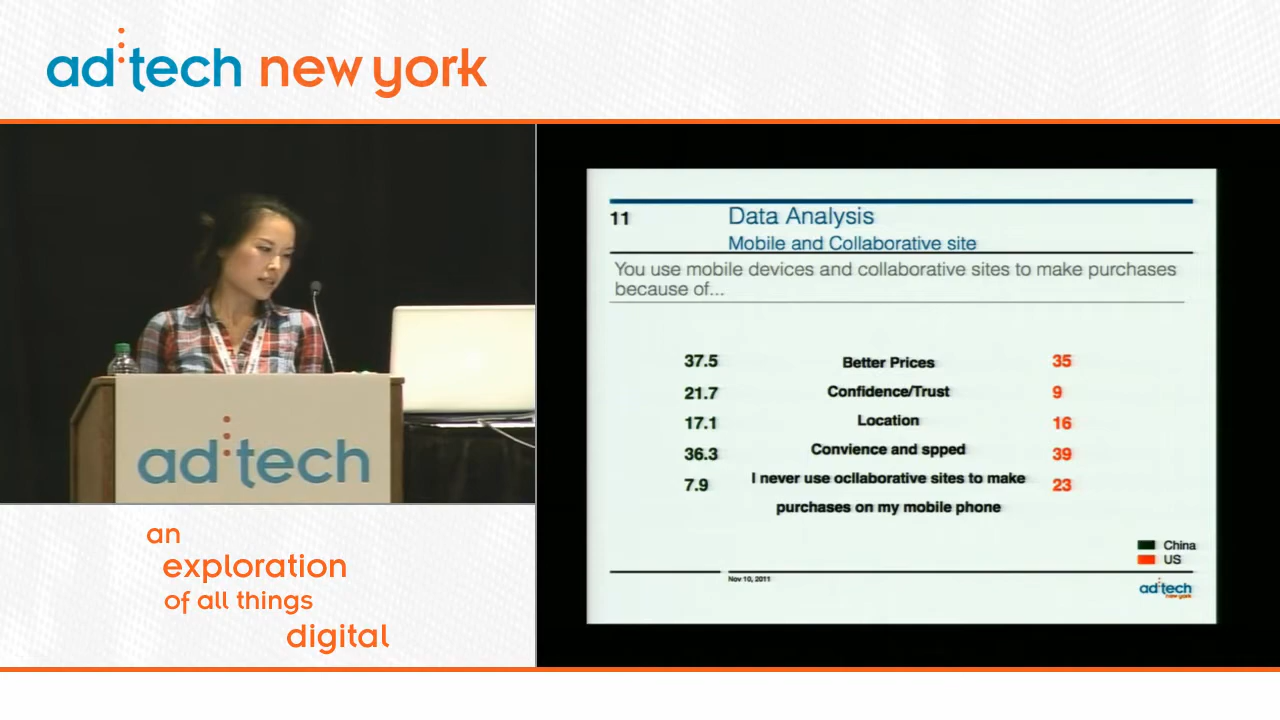 ad:tech new york
ad:tech
an
exploration
of all things
digital
11
Data Analysis
Mobile and Collaborative site
You use mobile devices and collaborative sites to make purchases
because of...
37.5 Better Prices 35
21.7 Confidence/Trust 9
17.1 Location 16
36.3 Convience and spped 39
7.9 I never use ocllaborative sites to make 23
purchases on my mobile phone
China
US
Nov 10, 2011
ad:tech
new york